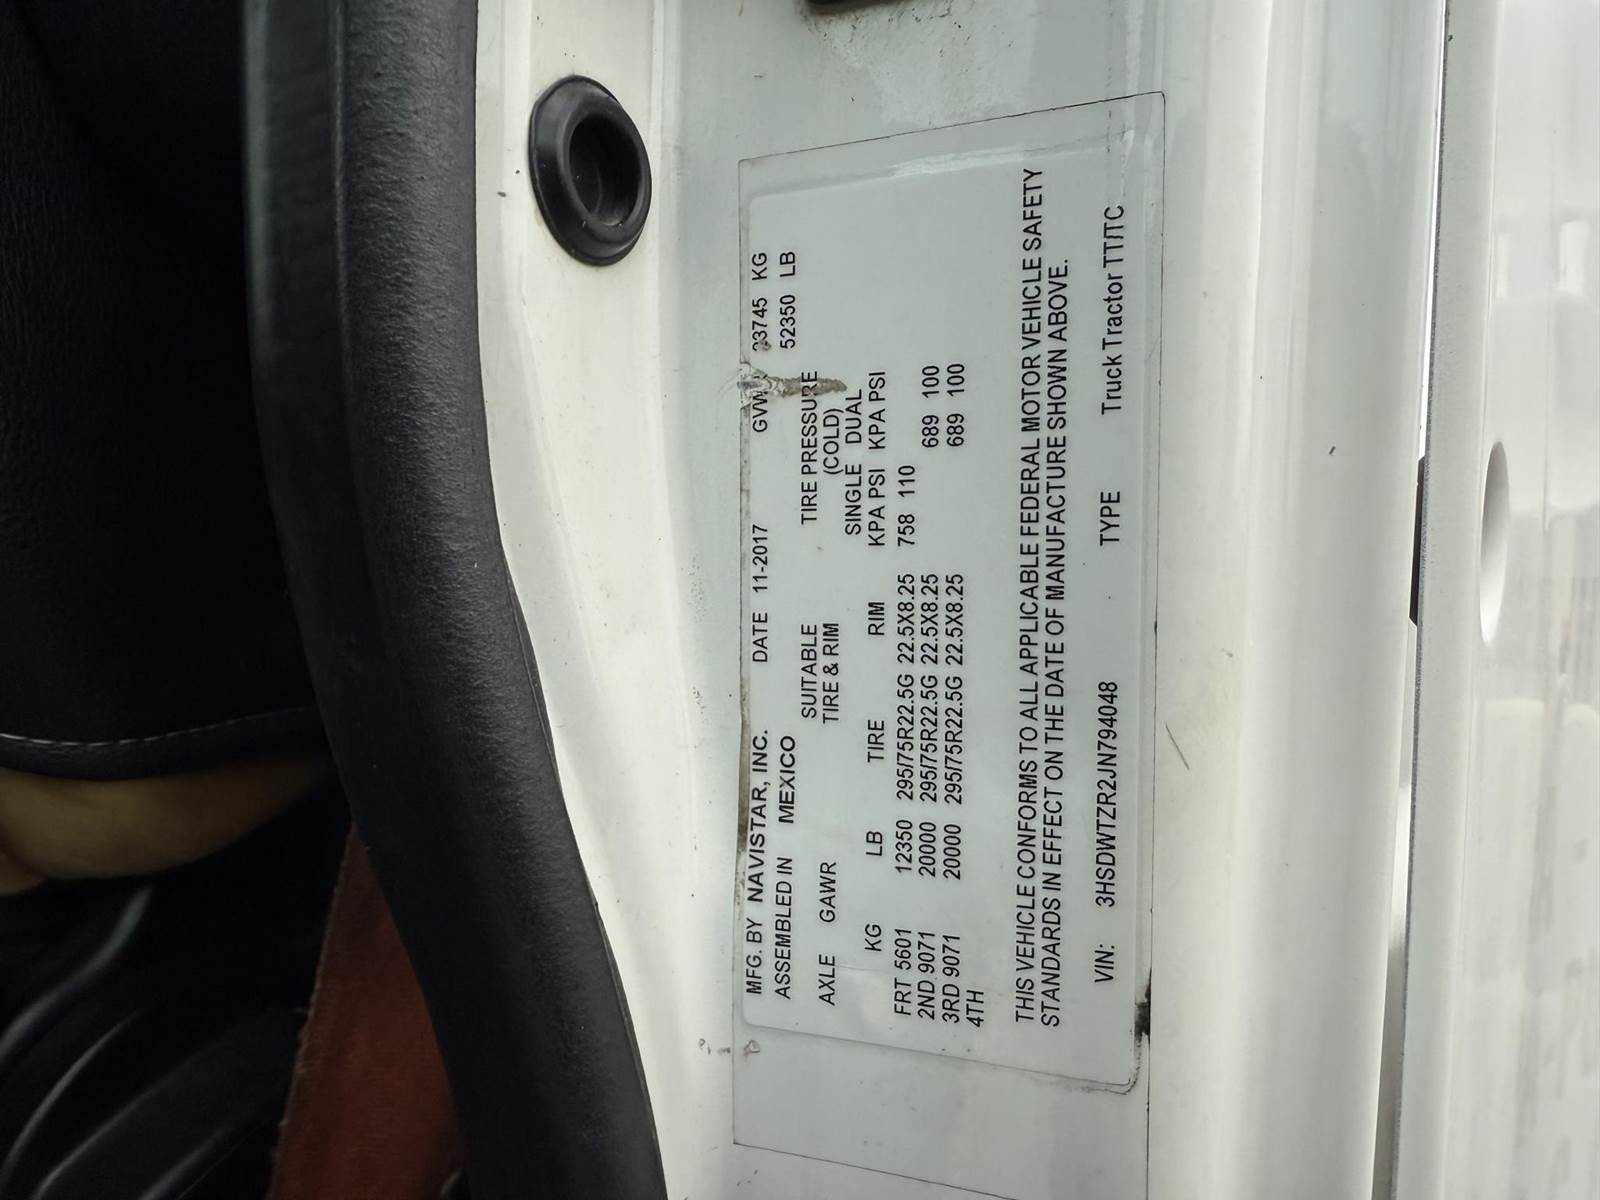 MFG. BY NAVISTAR, INC. DATE 11-2017 23745 KG
ASSEMBLED IN MEXICO 52350 LB
AXLE GAWR SUITABLE TIRE PRESSURE
TIRE & RIM (COLD)
SINGLE DUAL
KG LB TIRE RIM KPA PSI KPA PSI
FRT 5601 12350 295/75R22.5G 22.5X8.25 758 110
2ND 9071 20000 295/75R22.5G 22.5X8.25 689 100
3RD 9071 20000 295/75R22.5G 22.5X8.25 689 100
4TH
THIS VEHICLE CONFORMS TO ALL APPLICABLE FEDERAL MOTOR VEHICLE SAFETY
STANDARDS IN EFFECT ON THE DATE OF MANUFACTURE SHOWN ABOVE.
VIN: 3HSDWTZR2JN794048 TYPE Truck Tractor TT/TC